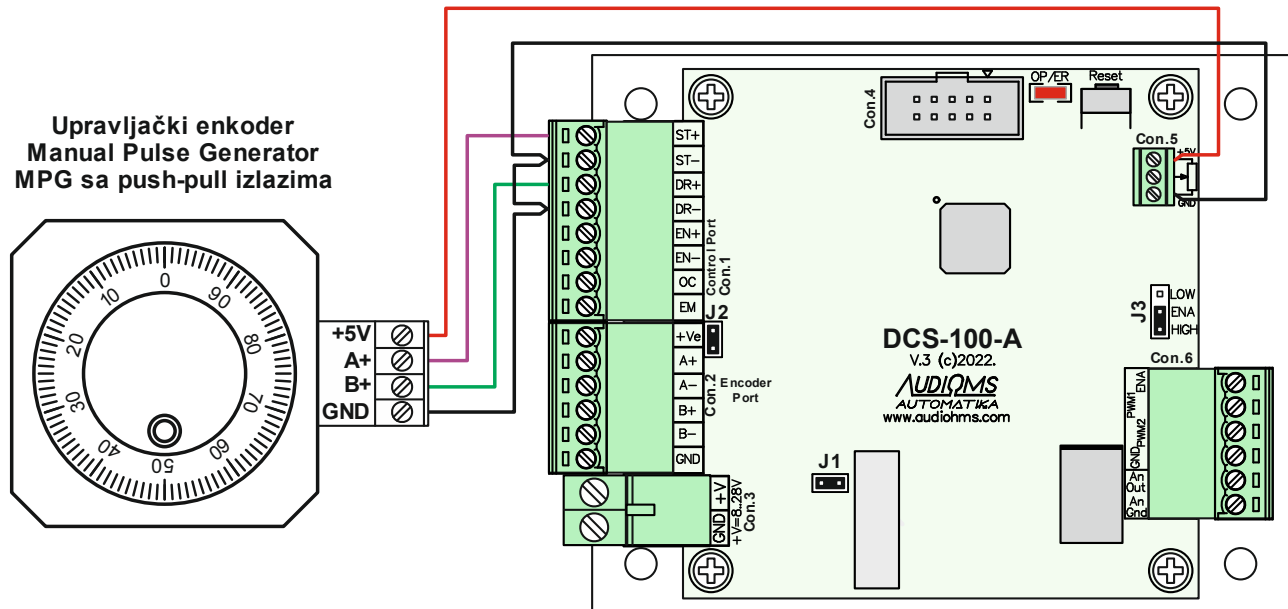 Upravljački enkoder
Manual Pulse Generator
MPG sa push-pull izlazima
0
10
20
30
40
50
60
70
80
90
+5V
A+
B+
GND
ST+
ST-
DR+
DR-
EN+
EN-
OC
EM
Control Port
Con.1
J2
+Ve
A+
A-
B+
B-
GND
Con.2
Encoder
Port
+V
GND
+V=8..28V
Con.3
J1
Con.4
OP/ER
Reset
Con.5
+5V
GND
J3
LOW
ENA
HIGH
DCS-100-A
V.3 (c)2022.
AUDIΩMS
AUTOMATIKA
www.audiohms.com
Con.6
ENA
PWM1
PWM2
GND
An
Out
An
Gnd